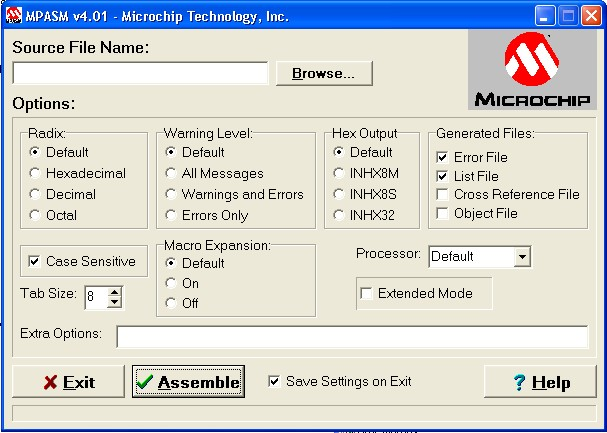 MPASM v4.01 - Microchip Technology, Inc.
Source File Name:
Browse...
MICROCHIP
Options:
Radix:
Default
Hexadecimal
Decimal
Octal
Warning Level:
Default
All Messages
Warnings and Errors
Errors Only
Hex Output
Default
INHX8M
INHX8S
INHX32
Generated Files:
Error File
List File
Cross Reference File
Object File
Case Sensitive
Tab Size: 8
Macro Expansion:
Default
On
Off
Processor: Default
Extended Mode
Extra Options:
Exit
Assemble
Save Settings on Exit
? Help